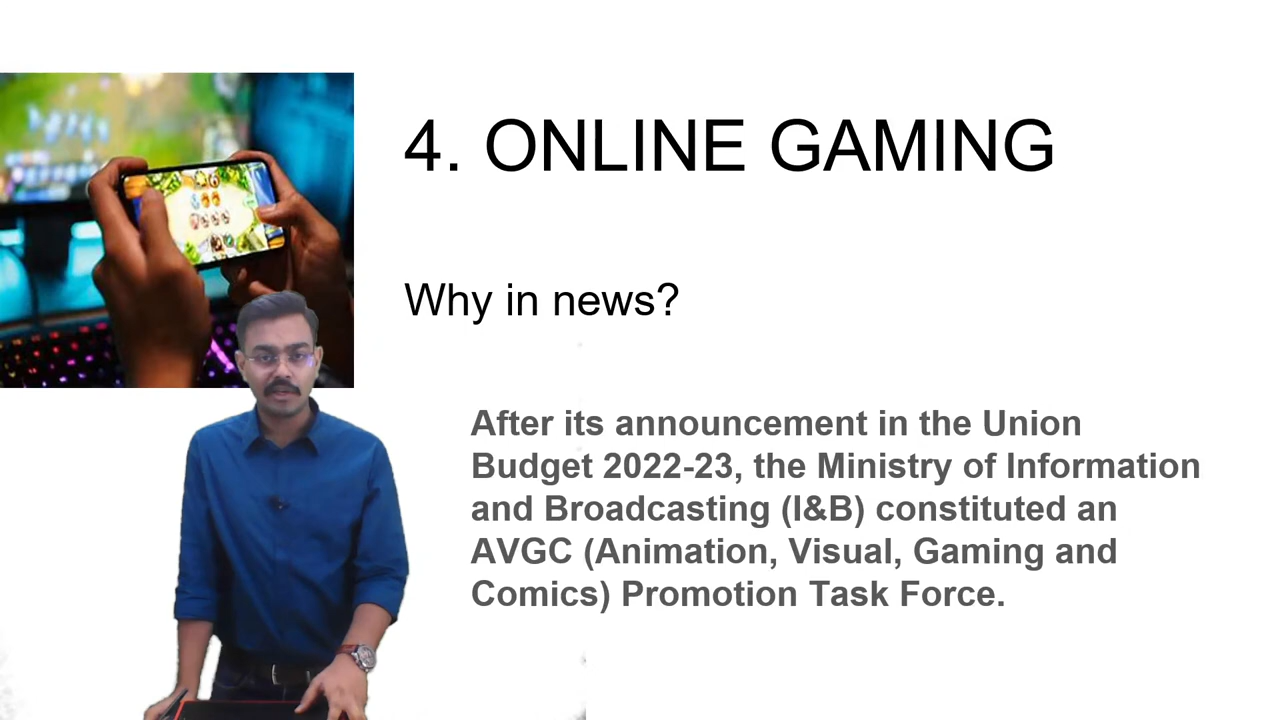 4. ONLINE GAMING
Why in news?
After its announcement in the Union
Budget 2022-23, the Ministry of Information
and Broadcasting (I&B) constituted an
AVGC (Animation, Visual, Gaming and
Comics) Promotion Task Force.